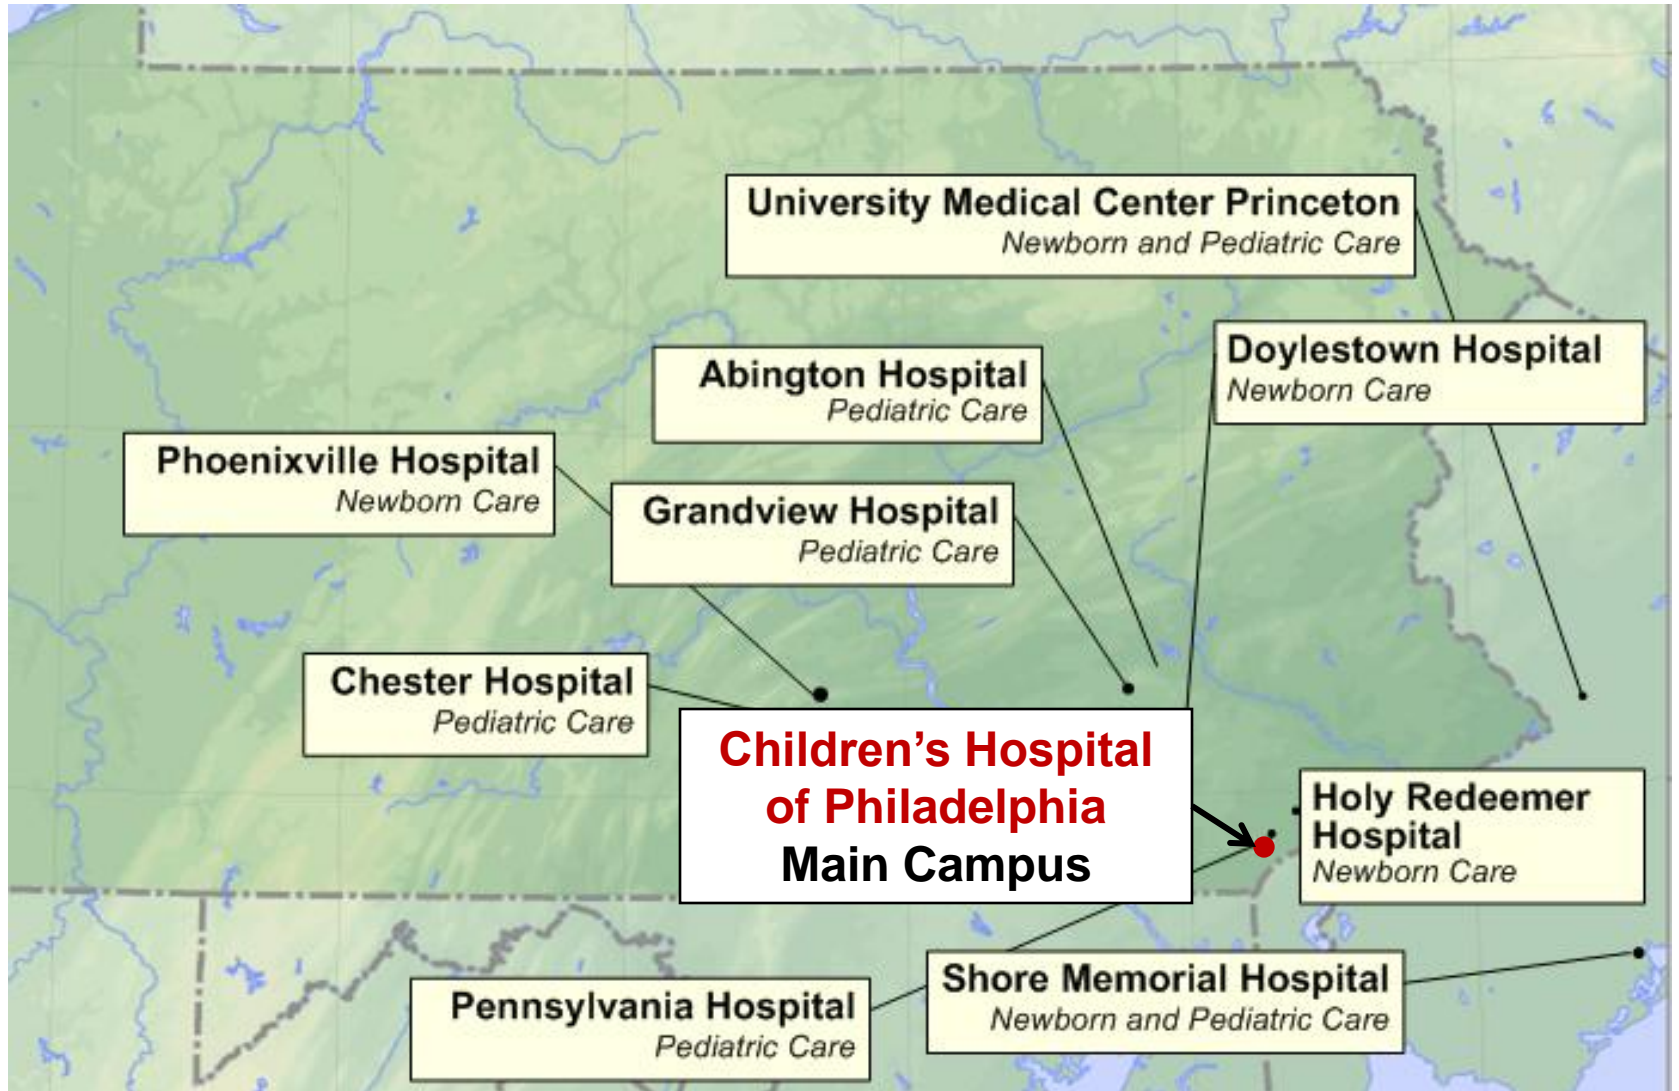 University Medical Center Princeton
Newborn and Pediatric Care
Doylestown Hospital
Newborn Care
Abington Hospital
Pediatric Care
Phoenixville Hospital
Newborn Care
Grandview Hospital
Pediatric Care
Chester Hospital
Pediatric Care
Children’s Hospital
of Philadelphia
Main Campus
Holy Redeemer
Hospital
Newborn Care
Shore Memorial Hospital
Newborn and Pediatric Care
Pennsylvania Hospital
Pediatric Care